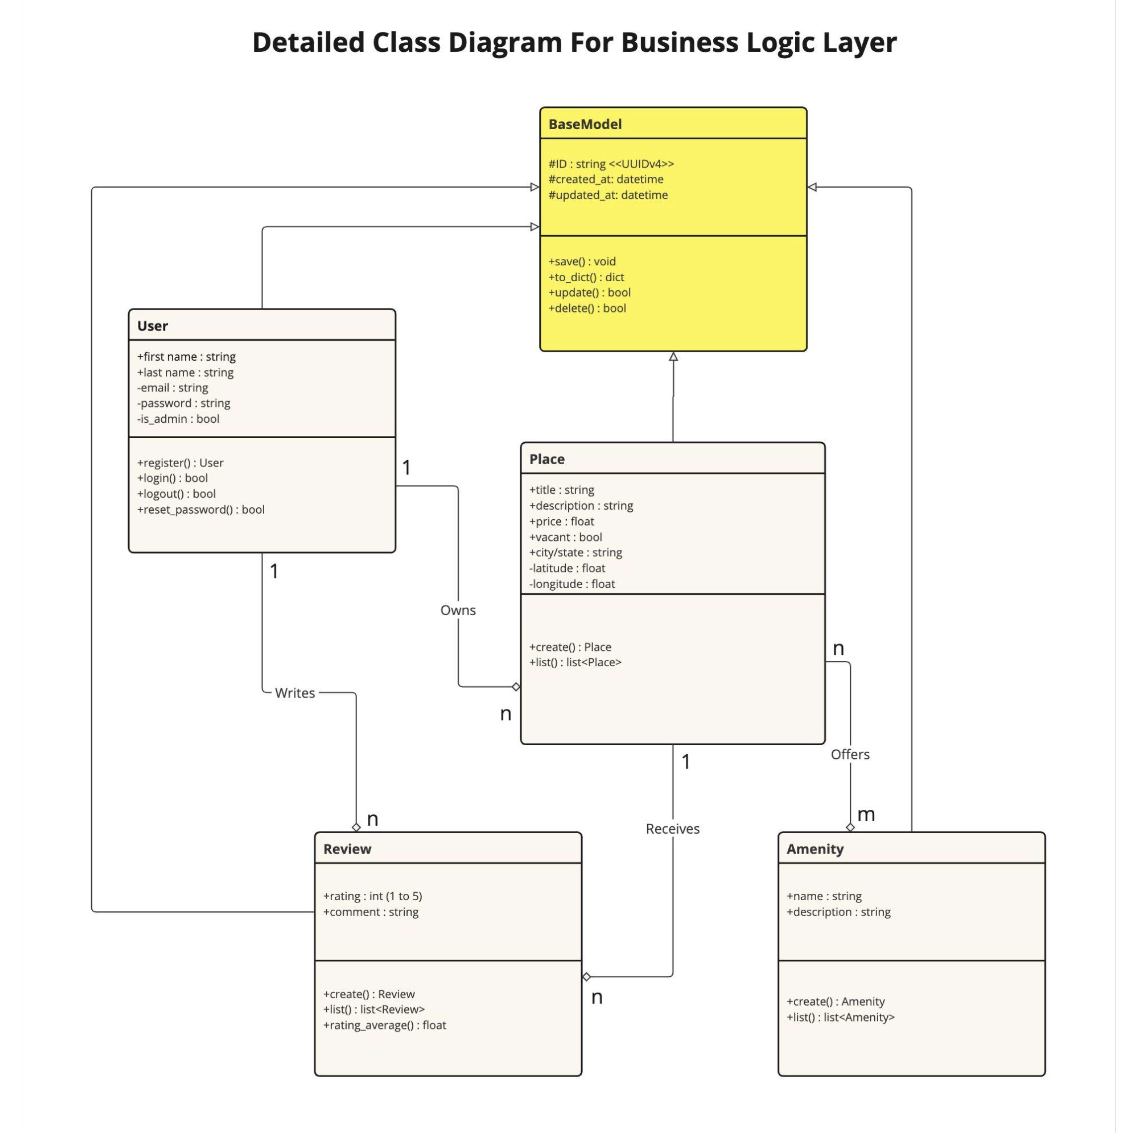 Detailed Class Diagram For Business Logic Layer
BaseModel
#ID : string <<UUIDv4>>
#created_at: datetime
#updated_at: datetime
+save() : void
+to_dict() : dict
+update() : bool
+delete() : bool
User
+first name : string
+last name : string
-email : string
-password : string
-is_admin : bool
+register() : User
+login() : bool
+logout() : bool
+reset_password() : bool
1
1
Owns
n
Writes
n
Place
+title : string
+description : string
+price : float
+vacant : bool
+city/state : string
-latitude : float
-longitude : float
+create() : Place
+list() : list<Place>
n
Offers
m
1
Receives
n
Review
+rating : int (1 to 5)
+comment : string
+create() : Review
+list() : list<Review>
+rating_average() : float
Amenity
+name : string
+description : string
+create() : Amenity
+list() : list<Amenity>